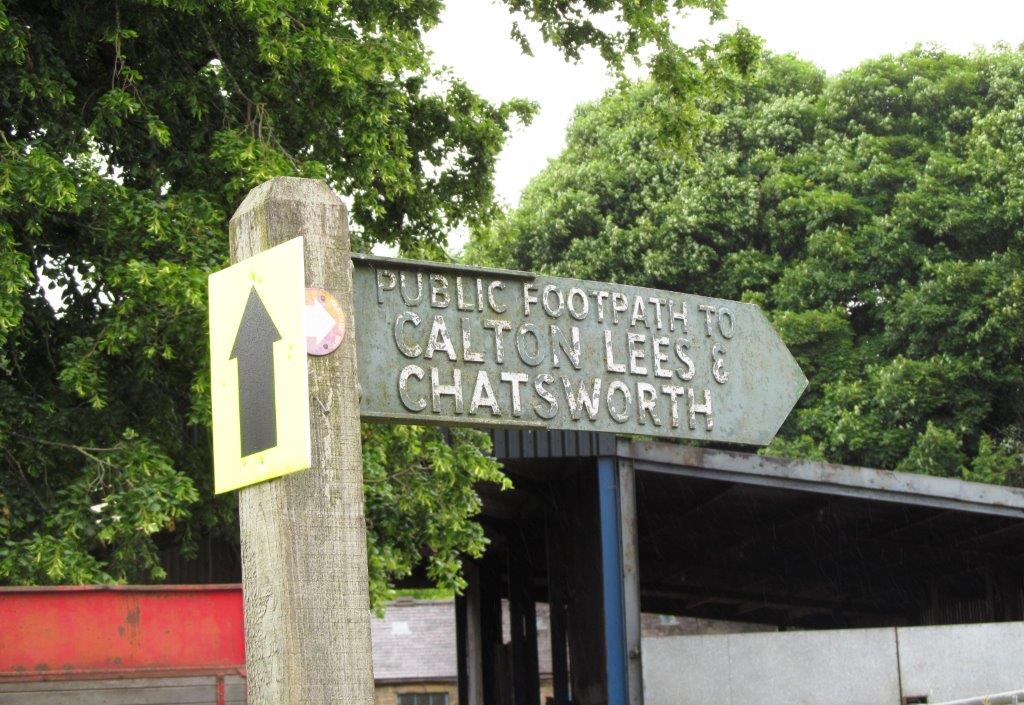 PUBLIC FOOTPATH TO
CALTON LEES &
CHATSWORTH